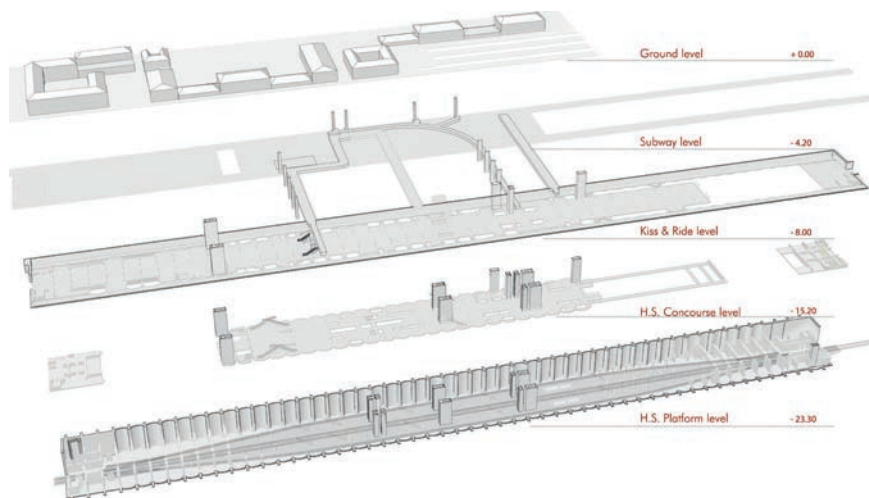 Ground level + 0.00
Subway level - 4.20
Kiss & Ride level - 8.00
H.S. Concourse level - 15.20
H.S. Platform level - 23.30